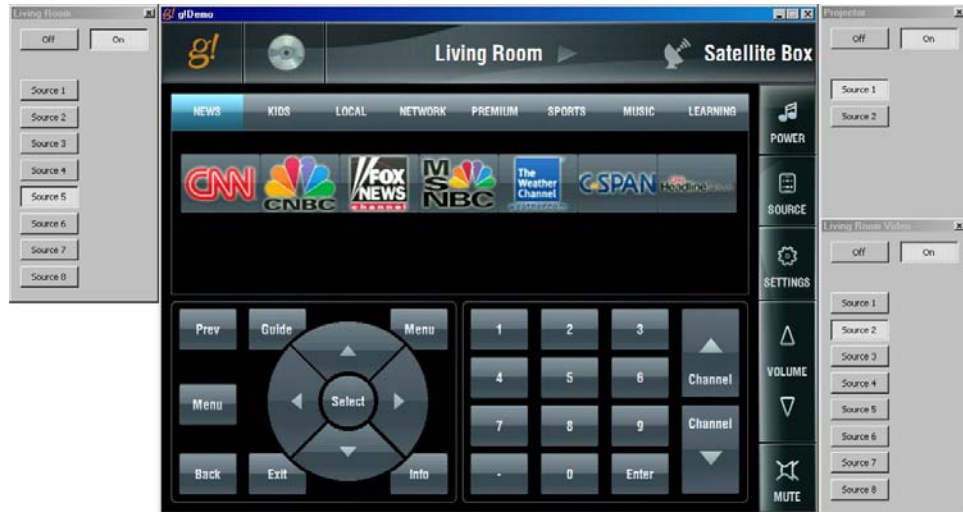 Living Room
Off On
Source 1
Source 2
Source 3
Source 4
Source 5
Source 6
Source 7
Source 8
g!Demo
g! Living Room Satellite Box
NEWS KIDS LOCAL NETWORK PREMIUM SPORTS MUSIC LEARNING
CNN CNBC FOX NEWS channel MSNBC The Weather Channel C-SPAN Headline
Prev Guide Menu
Menu Select
Back Exit Info
1 2 3
4 5 6 Channel
7 8 9 Channel
- 0 Enter
POWER
SOURCE
SETTINGS
VOLUME
MUTE
Projector
Off On
Source 1
Source 2
Living Room Video
Off On
Source 1
Source 2
Source 3
Source 4
Source 5
Source 6
Source 7
Source 8